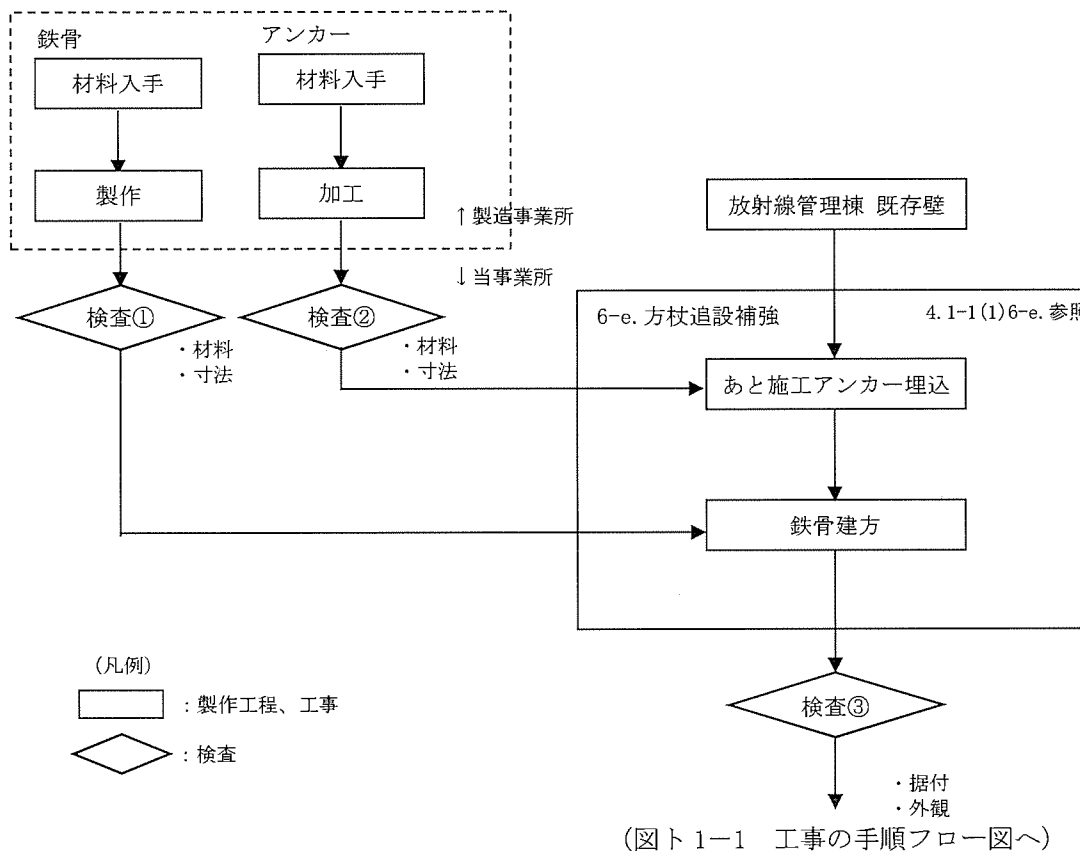 鉄骨
アンカー
材料入手
材料入手
製作
加工
↑製造事業所
放射線管理棟 既存壁
↓当事業所
検査①
・材料
・寸法
検査②
・材料
・寸法
6-e. 方杖追設補強
4.1-1(1)6-e. 参照
あと施工アンカー埋込
鉄骨建方
(凡例)
：製作工程、工事
：検査
検査③
・据付
・外観
(図ト 1－1 工事の手順フロー図へ)